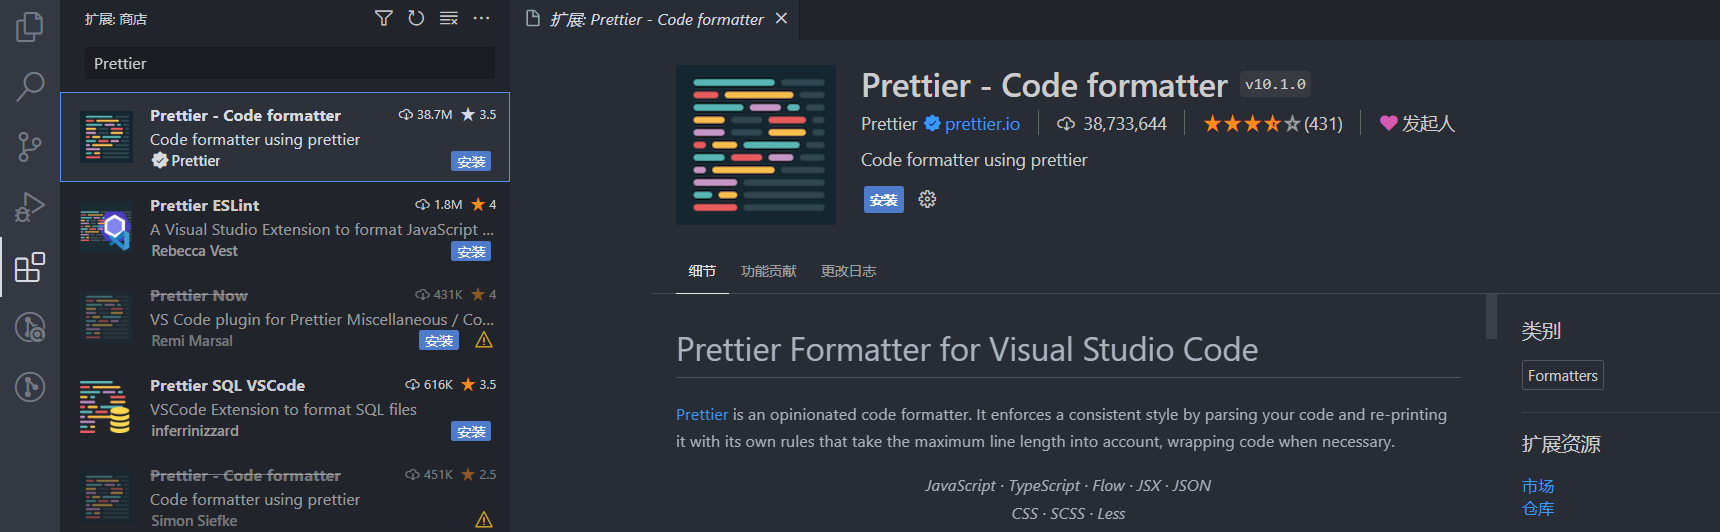 扩展: 商店
Prettier
Prettier - Code formatter 38.7M 3.5
Code formatter using prettier
Prettier 安装
Prettier ESLint 1.8M 4
A Visual Studio Extension to format JavaScript ...
Rebecca Vest 安装
Prettier Now 431K 4
VS Code plugin for Prettier Miscellaneous / Co...
Remi Marsal 安装
Prettier SQL VSCode 616K 3.5
VSCode Extension to format SQL files
inferrinizzard 安装
Prettier - Code formatter 451K 2.5
Code formatter using prettier
Simon Siefke
扩展: Prettier - Code formatter
Prettier - Code formatter v10.1.0
Prettier prettier.io 38,733,644 (431) 发起人
Code formatter using prettier
安装
细节 功能贡献 更改日志
Prettier Formatter for Visual Studio Code
Prettier is an opinionated code formatter. It enforces a consistent style by parsing your code and re-printing
it with its own rules that take the maximum line length into account, wrapping code when necessary.
JavaScript · TypeScript · Flow · JSX · JSON
CSS · SCSS · Less
类别
Formatters
扩展资源
市场
仓库